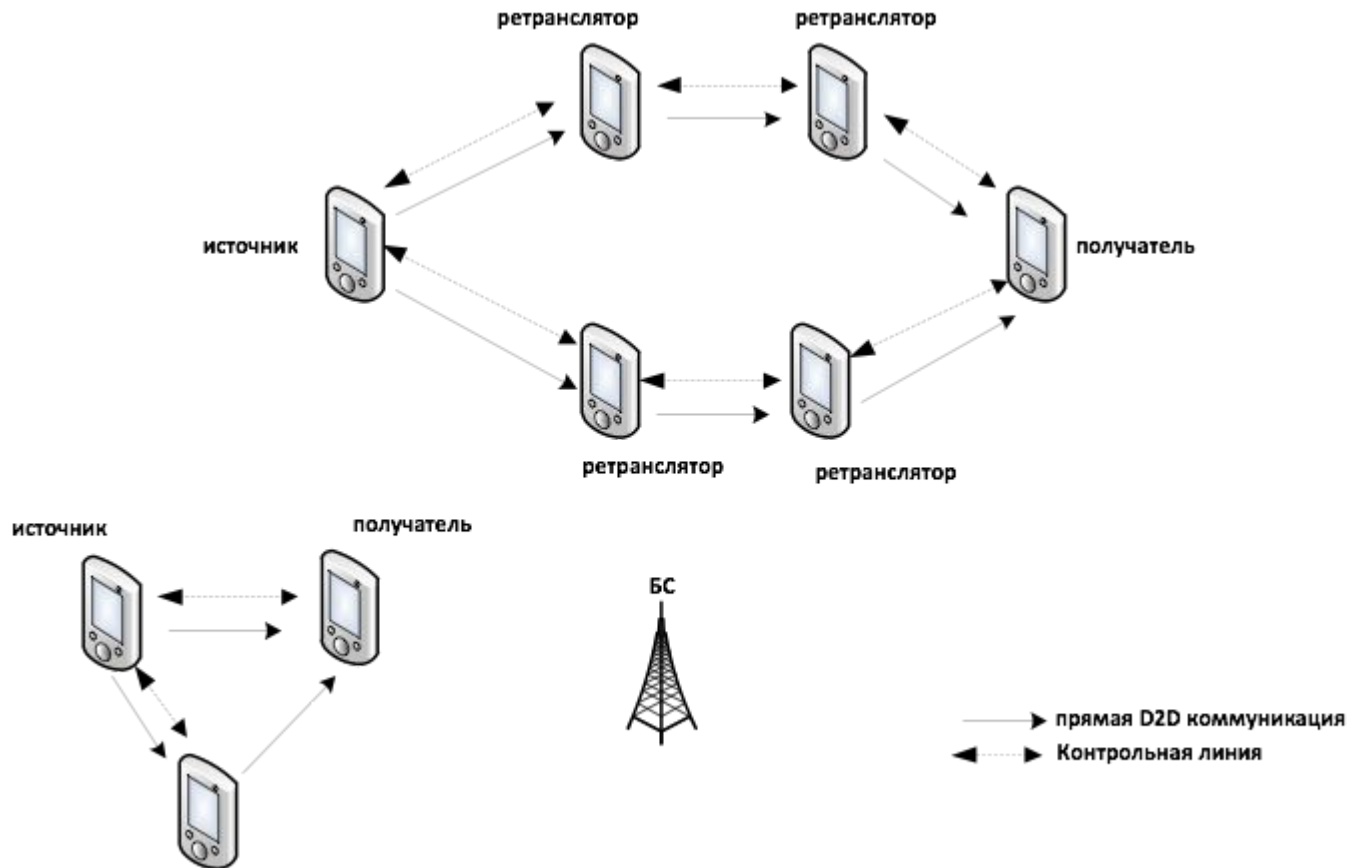 ретранслятор
ретранслятор
источник
получатель
ретранслятор
ретранслятор
источник
получатель
БС
прямая D2D коммуникация
Контрольная линия